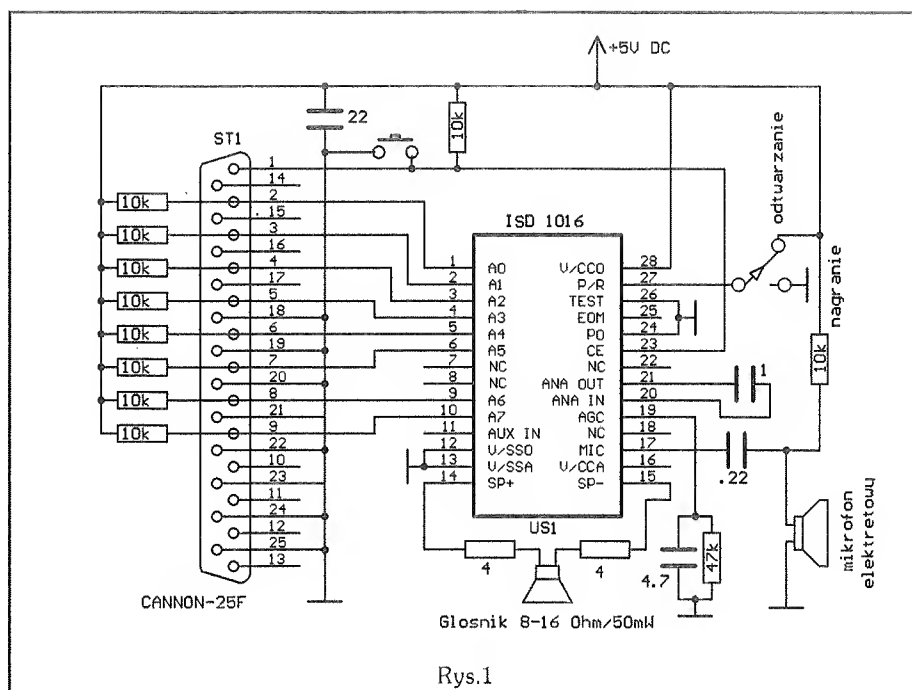 +5V DC
22
10k
ST1
1
14
2
15
3
16
4
17
5
18
6
19
7
20
8
21
9
22
10
23
11
24
12
25
13
10k
10k
10k
10k
10k
10k
10k
10k
CANNON-25F
ISD 1016
1 A0
2 A1
3 A2
4 A3
5 A4
6 A5
7 NC
8 NC
9 A6
10 A7
11 AUX IN
12 V/SSO
13 V/SSA
14 SP+
V/CCO 28
P/R 27
TEST 26
EOM 25
PO 24
CE 23
NC 22
ANA OUT 21
ANA IN 20
AGC 19
NC 18
MIC 17
V/CCA 16
SP- 15
US1
odtwarzanie
nagranie
10k
1
.22
4
4
4.7
47k
mikrofon
elektretowy
Glosnik 8-16 Ohm/50mW
Rys.1